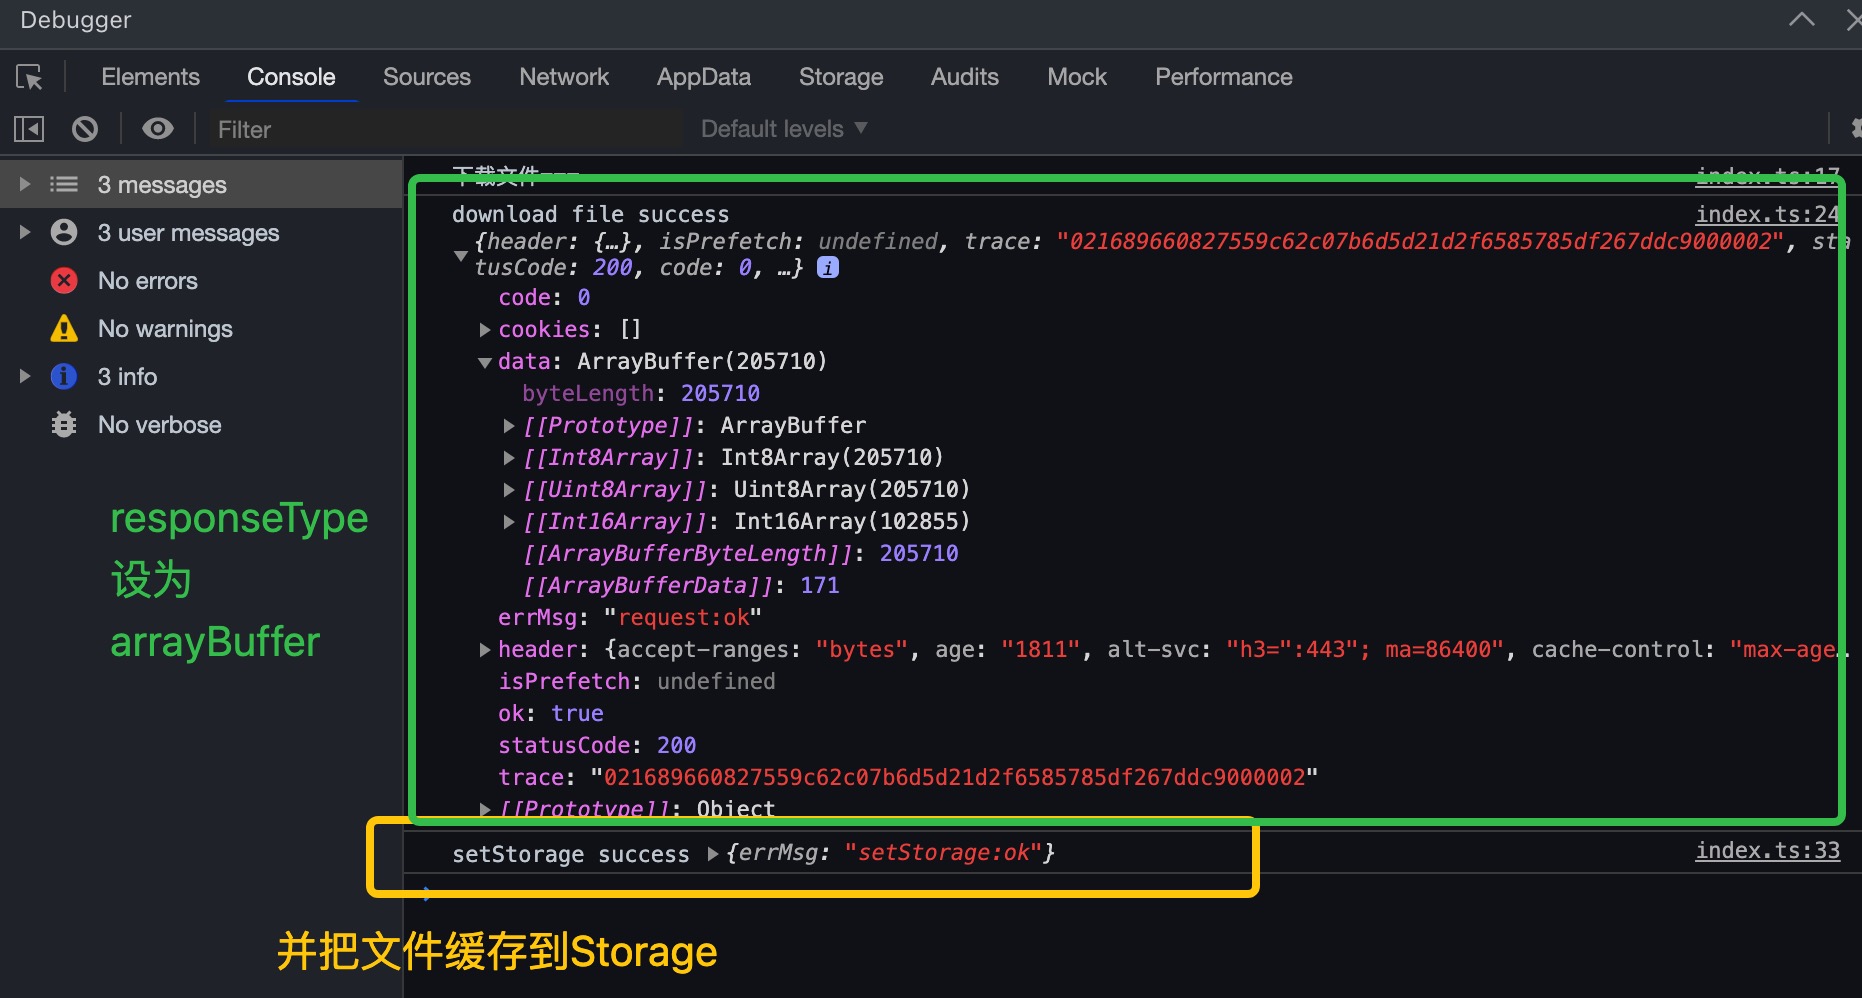 Debugger
Elements Console Sources Network AppData Storage Audits Mock Performance
Filter Default levels ▼
3 messages
3 user messages
No errors
No warnings
3 info
No verbose
responseType
设为
arrayBuffer
下载文件---- index.ts:17
download file success index.ts:24
{header: {…}, isPrefetch: undefined, trace: "021689660827559c62c07b6d5d21d2f6585785df267ddc9000002", sta
tusCode: 200, code: 0, …} i
code: 0
cookies: []
data: ArrayBuffer(205710)
byteLength: 205710
[[Prototype]]: ArrayBuffer
[[Int8Array]]: Int8Array(205710)
[[Uint8Array]]: Uint8Array(205710)
[[Int16Array]]: Int16Array(102855)
[[ArrayBufferByteLength]]: 205710
[[ArrayBufferData]]: 171
errMsg: "request:ok"
header: {accept-ranges: "bytes", age: "1811", alt-svc: "h3=":443"; ma=86400", cache-control: "max-age…
isPrefetch: undefined
ok: true
statusCode: 200
trace: "021689660827559c62c07b6d5d21d2f6585785df267ddc9000002"
[[Prototype]]: Object
setStorage success {errMsg: "setStorage:ok"} index.ts:33
并把文件缓存到Storage